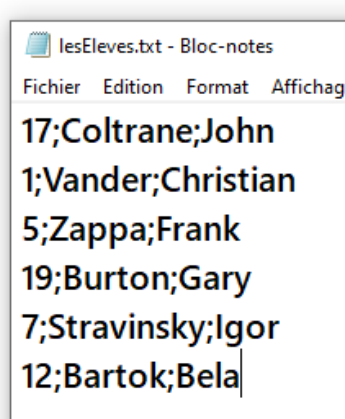 lesEleves.txt - Bloc-notes
Fichier Edition Format Affichag
17;Coltrane;John
1;Vander;Christian
5;Zappa;Frank
19;Burton;Gary
7;Stravinsky;Igor
12;Bartok;Bela